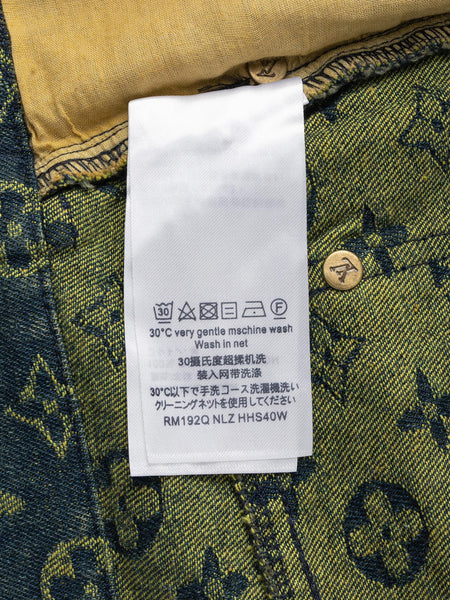 30
F
30°C very gentle mschine wash
Wash in net
30摄氏度超揉机洗
装入网带洗涤
30°C以下で手洗コース洗濯機洗い
クリーニングネットを使用してください
RM192Q NLZ HHS40W